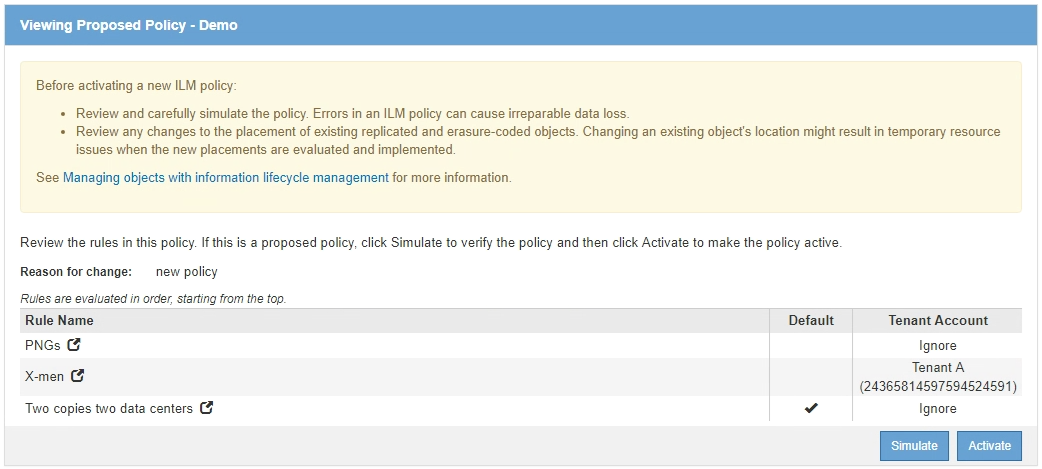 Viewing Proposed Policy - Demo
Before activating a new ILM policy:
• Review and carefully simulate the policy. Errors in an ILM policy can cause irreparable data loss.
• Review any changes to the placement of existing replicated and erasure-coded objects. Changing an existing object's location might result in temporary resource
issues when the new placements are evaluated and implemented.
See Managing objects with information lifecycle management for more information.
Review the rules in this policy. If this is a proposed policy, click Simulate to verify the policy and then click Activate to make the policy active.
Reason for change: new policy
Rules are evaluated in order, starting from the top.
Rule Name Default Tenant Account
PNGs Ignore
X-men Tenant A
(24365814597594524591)
Two copies two data centers ✔ Ignore
Simulate Activate